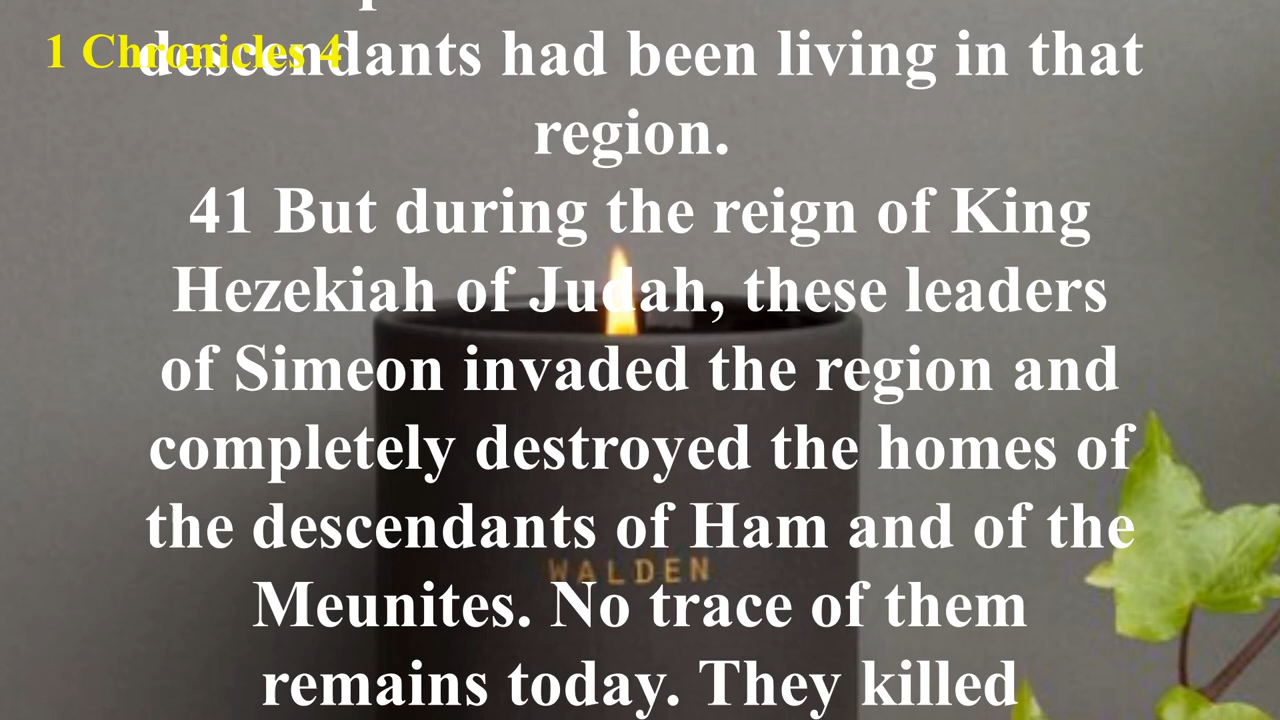 1 Chronicles 4
descendants had been living in that
region.
41 But during the reign of King
Hezekiah of Judah, these leaders
of Simeon invaded the region and
completely destroyed the homes of
the descendants of Ham and of the
WALDEN
Meunites. No trace of them
remains today. They killed